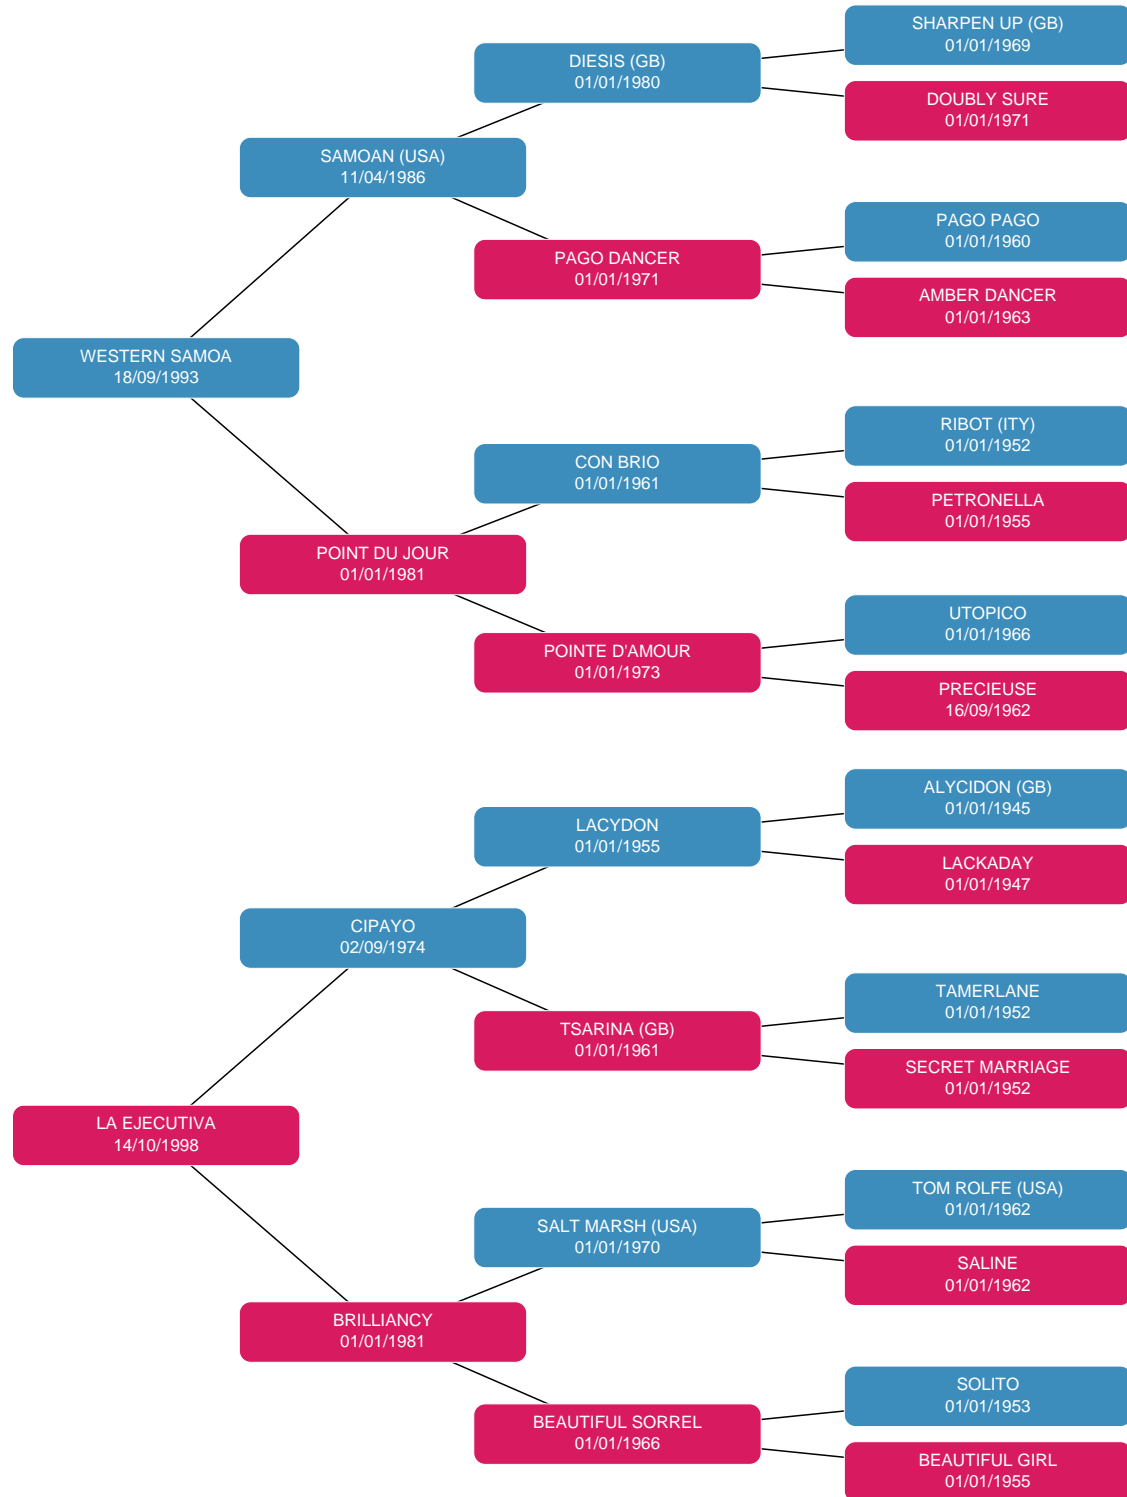 SHARPEN UP (GB)
01/01/1969
DIESIS (GB)
01/01/1980
DOUBLY SURE
01/01/1971
SAMOAN (USA)
11/04/1986
PAGO PAGO
01/01/1960
PAGO DANCER
01/01/1971
AMBER DANCER
01/01/1963
WESTERN SAMOA
18/09/1993
RIBOT (ITY)
01/01/1952
CON BRIO
01/01/1961
PETRONELLA
01/01/1955
POINT DU JOUR
01/01/1981
UTOPICO
01/01/1966
POINTE D'AMOUR
01/01/1973
PRECIEUSE
16/09/1962
ALYCIDON (GB)
01/01/1945
LACYDON
01/01/1955
LACKADAY
01/01/1947
CIPAYO
02/09/1974
TAMERLANE
01/01/1952
TSARINA (GB)
01/01/1961
SECRET MARRIAGE
01/01/1952
LA EJECUTIVA
14/10/1998
TOM ROLFE (USA)
01/01/1962
SALT MARSH (USA)
01/01/1970
SALINE
01/01/1962
BRILLIANCY
01/01/1981
SOLITO
01/01/1953
BEAUTIFUL SORREL
01/01/1966
BEAUTIFUL GIRL
01/01/1955